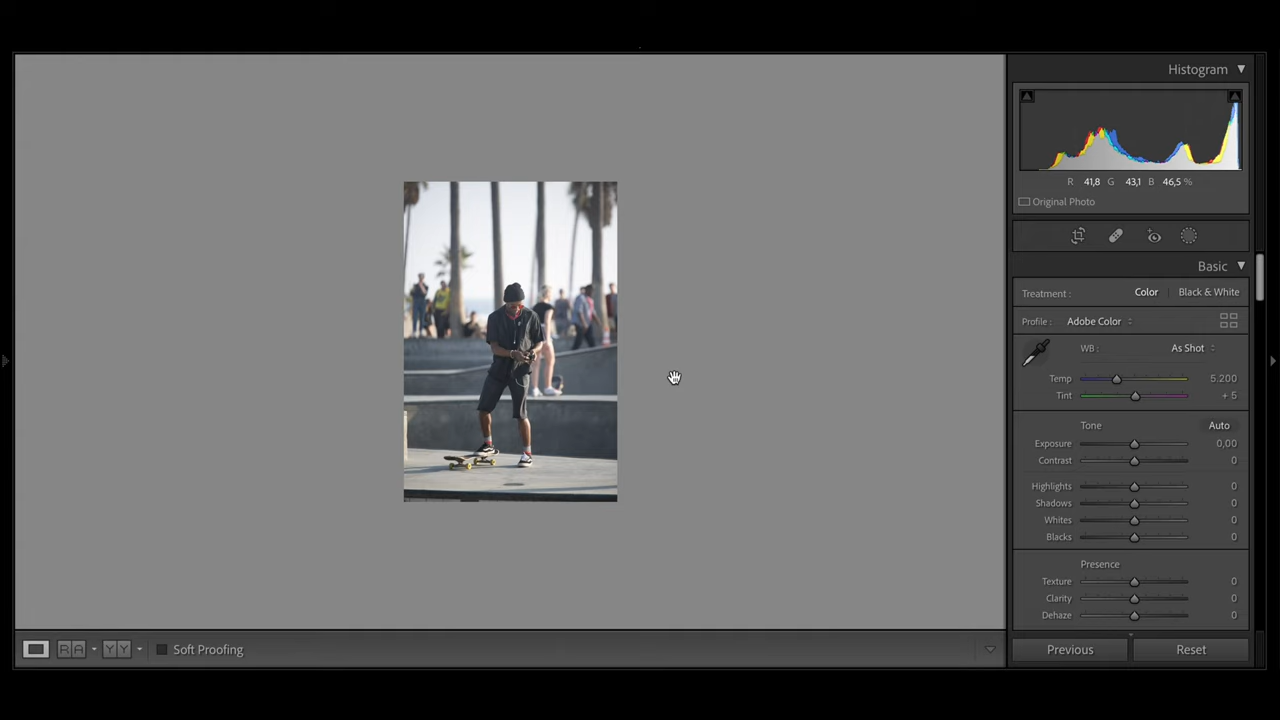 Histogram
R 41,8 G 43,1 B 46,5 %
Original Photo
Basic
Treatment : Color Black & White
Profile : Adobe Color
WB : As Shot
Temp 5.200
Tint + 5
Tone Auto
Exposure 0,00
Contrast 0
Highlights 0
Shadows 0
Whites 0
Blacks 0
Presence
Texture 0
Clarity 0
Dehaze 0
R A Y Y Soft Proofing Previous Reset